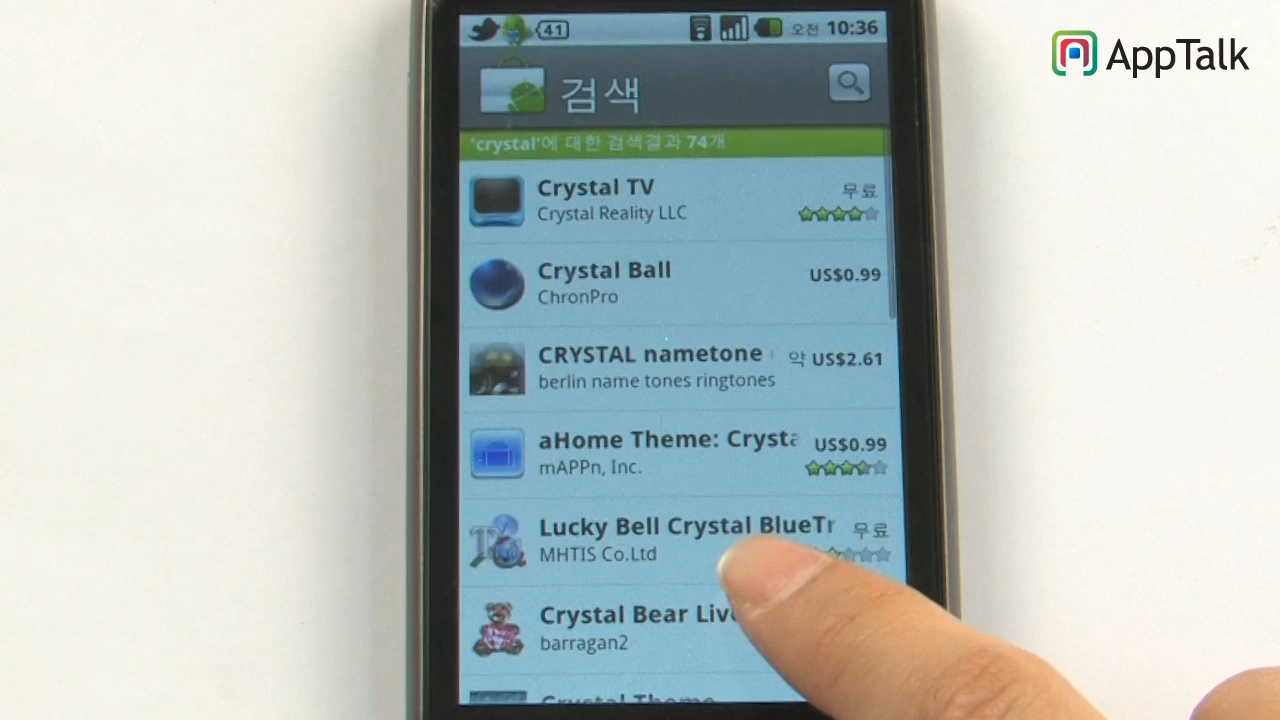 AppTalk
41 오전 10:36
검색
'crystal'에 대한 검색결과 74개
Crystal TV 무료
Crystal Reality LLC
Crystal Ball US$0.99
ChronPro
CRYSTAL nametone 약 US$2.61
berlin name tones ringtones
aHome Theme: Crysta US$0.99
mAPPn, Inc.
Lucky Bell Crystal BlueTr 무료
MHTIS Co.Ltd
Crystal Bear Live
barragan2
Crystal Theme